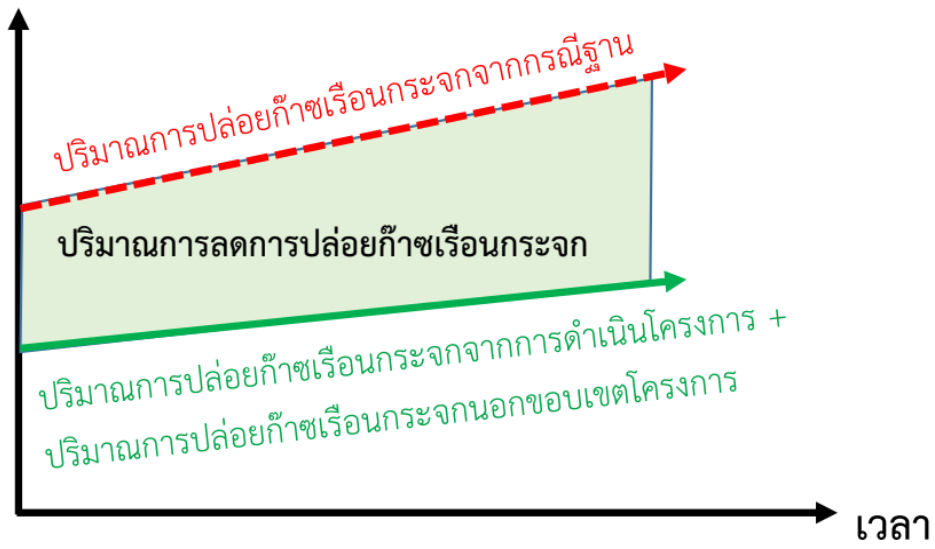 ปริมาณการปล่อยก๊าซเรือนกระจกจากกรณีฐาน
ปริมาณการลดการปล่อยก๊าซเรือนกระจก
ปริมาณการปล่อยก๊าซเรือนกระจกจากการดำเนินโครงการ +
ปริมาณการปล่อยก๊าซเรือนกระจกนอกขอบเขตโครงการ
เวลา